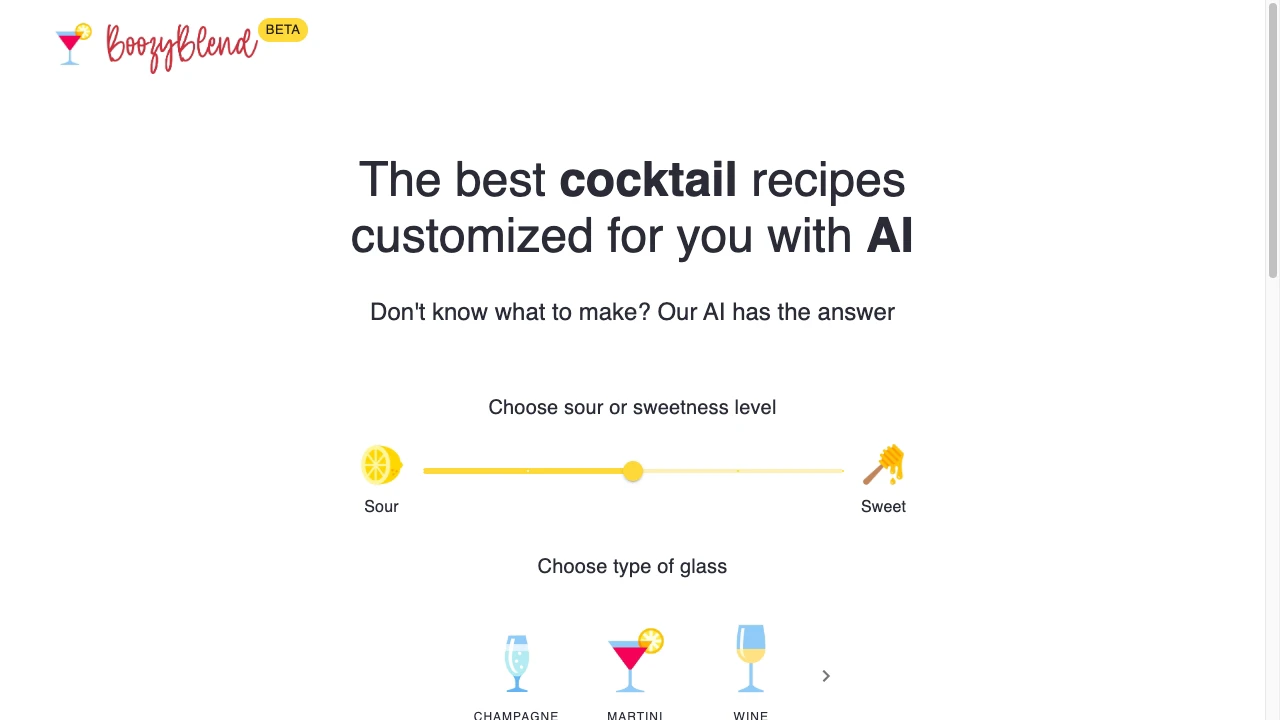 BoozyBlend BETA
The best cocktail recipes
customized for you with AI
Don't know what to make? Our AI has the answer
Choose sour or sweetness level
Sour Sweet
Choose type of glass
CHAMPAGNE MARTINI WINE